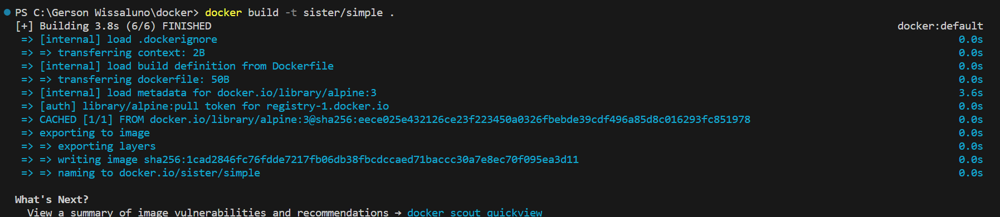 PS C:\Gerson Wissaluno\docker> docker build -t sister/simple .
[+] Building 3.8s (6/6) FINISHED docker:default
=> [internal] load .dockerignore 0.0s
=> => transferring context: 2B 0.0s
=> [internal] load build definition from Dockerfile 0.0s
=> => transferring dockerfile: 50B 0.0s
=> [internal] load metadata for docker.io/library/alpine:3 3.6s
=> [auth] library/alpine:pull token for registry-1.docker.io 0.0s
=> CACHED [1/1] FROM docker.io/library/alpine:3@sha256:eece025e432126ce23f223450a0326fbebde39cdf496a85d8c016293fc851978 0.0s
=> exporting to image 0.0s
=> => exporting layers 0.0s
=> => writing image sha256:1cad2846fc76fdde7217fb06db38fbcdccaed71baccc30a7e8ec70f095ea3d11 0.0s
=> => naming to docker.io/sister/simple 0.0s
What's Next?
View a summary of image vulnerabilities and recommendations → docker scout quickview